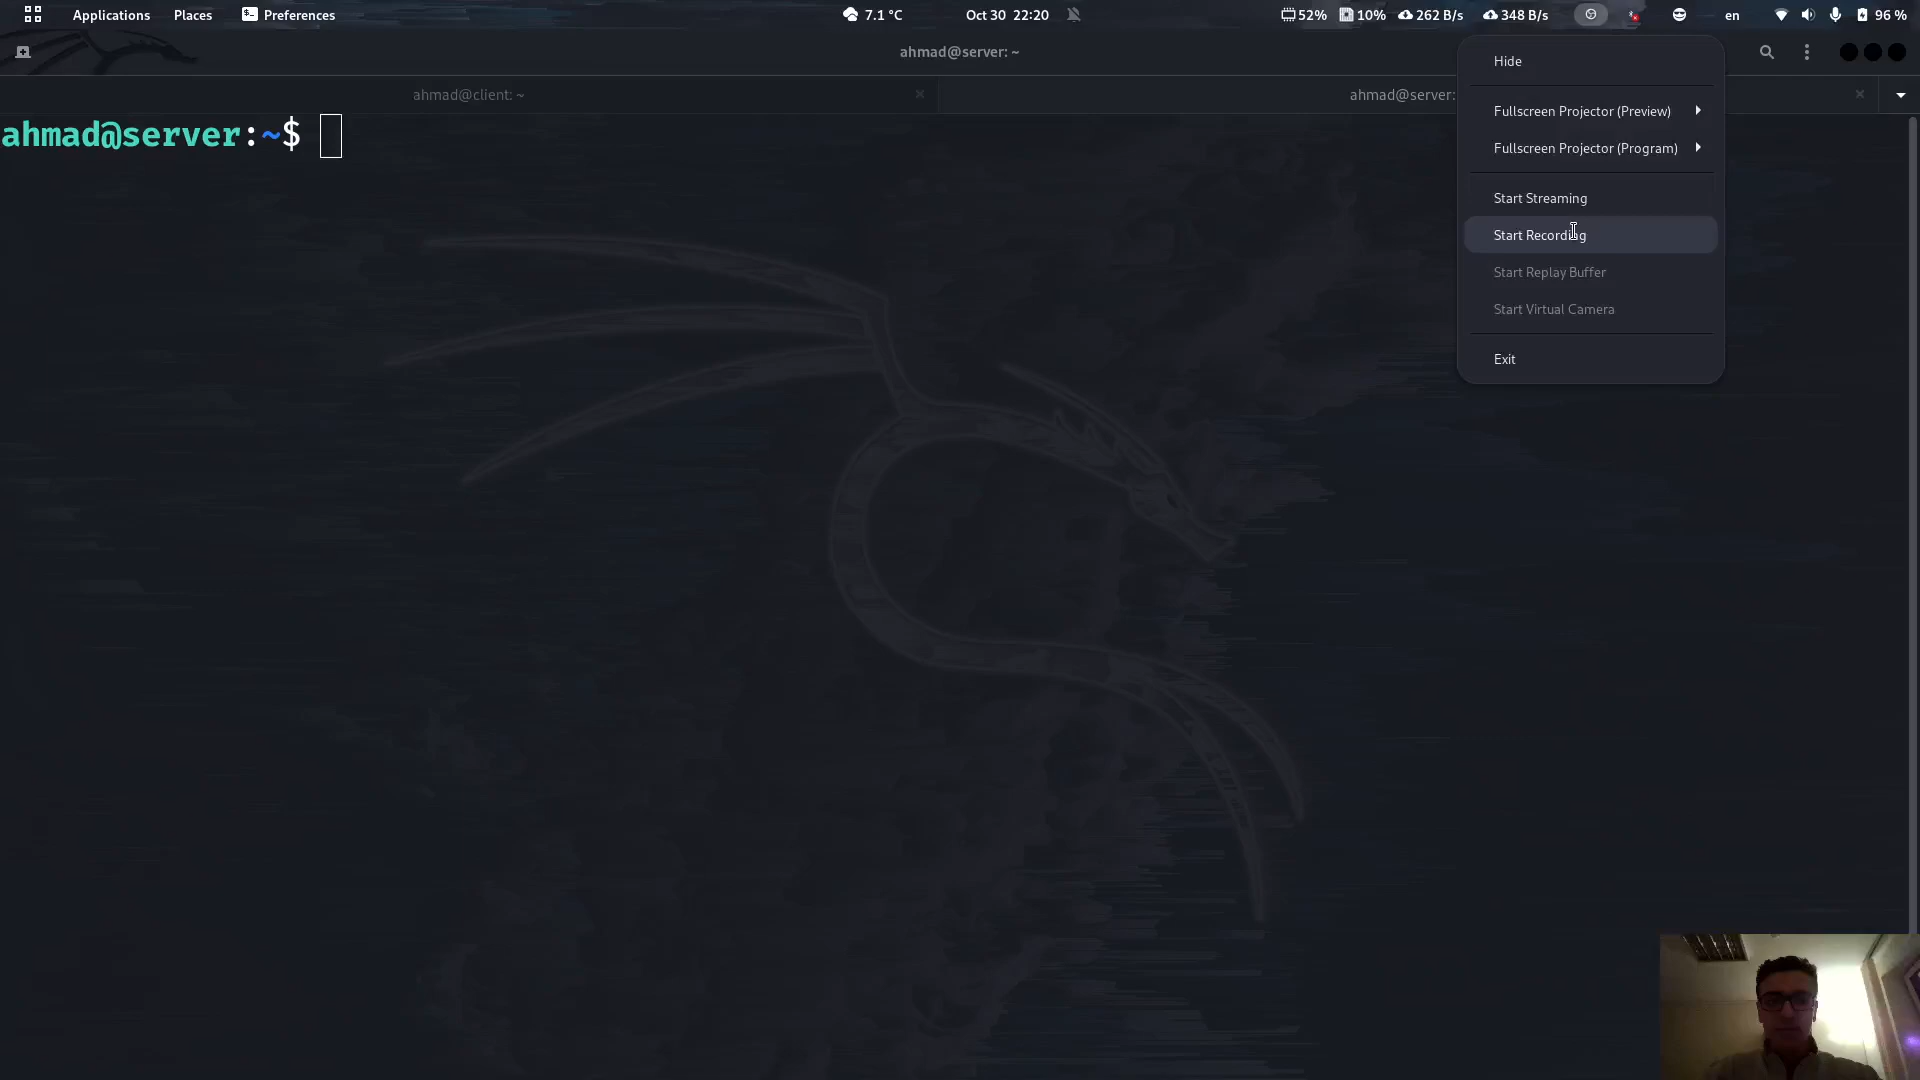 Applications Places Preferences 7.1 °C Oct 30 22:20 52% 10% 262 B/s 348 B/s en 96 %
ahmad@server: ~
ahmad@client: ~ ahmad@server:
ahmad@server:~$
Hide
Fullscreen Projector (Preview)
Fullscreen Projector (Program)
Start Streaming
Start Recording
Start Replay Buffer
Start Virtual Camera
Exit